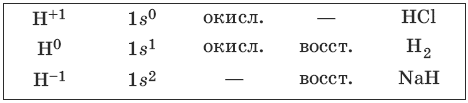 H⁺¹ 1s⁰ окисл. — HCl
H⁰ 1s¹ окисл. восст. H₂
H⁻¹ 1s² — восст. NaH